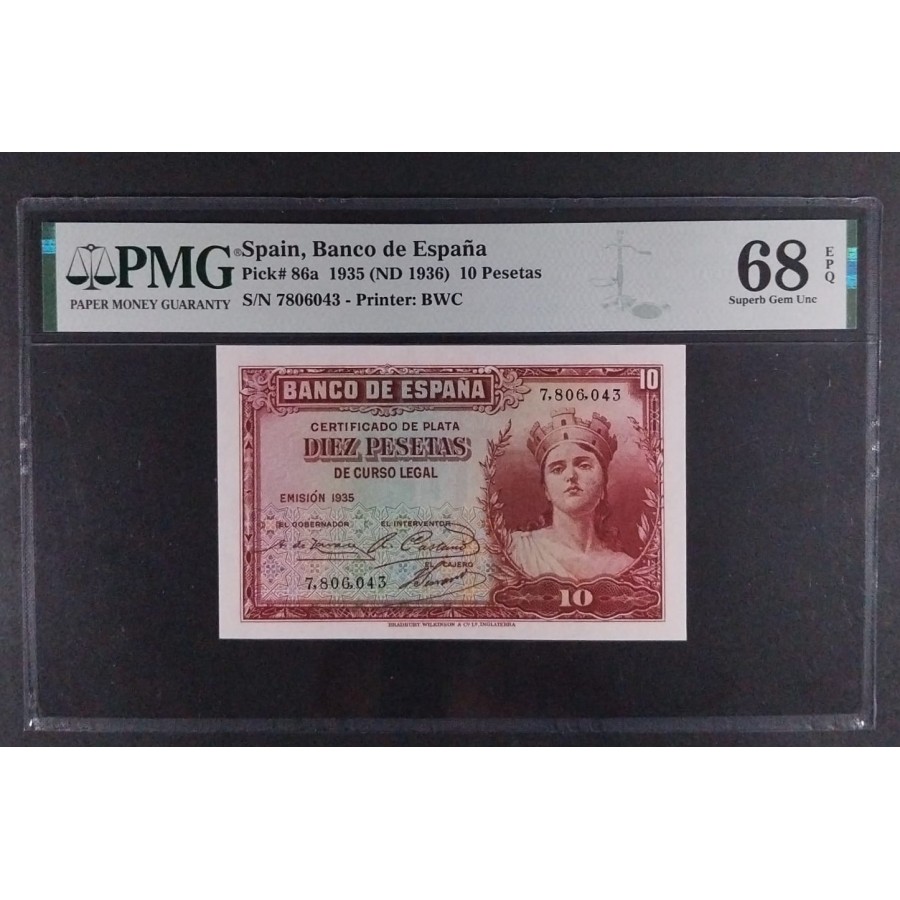 PMG®
PAPER MONEY GUARANTY
Spain, Banco de España
Pick# 86a 1935 (ND 1936) 10 Pesetas
S/N 7806043 - Printer: BWC
68
EPQ
Superb Gem Unc
BANCO DE ESPAÑA
10
7,806,043
CERTIFICADO DE PLATA
DIEZ PESETAS
DE CURSO LEGAL
EMISIÓN 1935
EL GOBERNADOR EL INTERVENTOR
EL CAJERO
7,806,043
10
BRADBURY WILKINSON & Cº Lᵈ. INGLATERRA